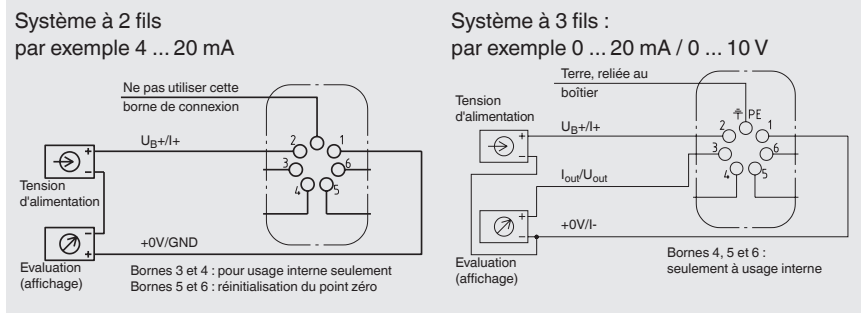 Système à 2 fils
par exemple 4 ... 20 mA
Ne pas utiliser cette
borne de connexion
UB+/I+
2
1
3
6
4
5
+
–
Tension
d'alimentation
–
+
+0V/GND
Evaluation
(affichage)
Bornes 3 et 4 : pour usage interne seulement
Bornes 5 et 6 : réinitialisation du point zéro
Système à 3 fils :
par exemple 0 ... 20 mA / 0 ... 10 V
Terre, reliée au
boîtier
Tension
d'alimentation
PE
UB+/I+
2
1
3
6
4
5
+
–
Iout/Uout
+
–
+0V/I-
Evaluation
(affichage)
Bornes 4, 5 et 6 :
seulement à usage interne